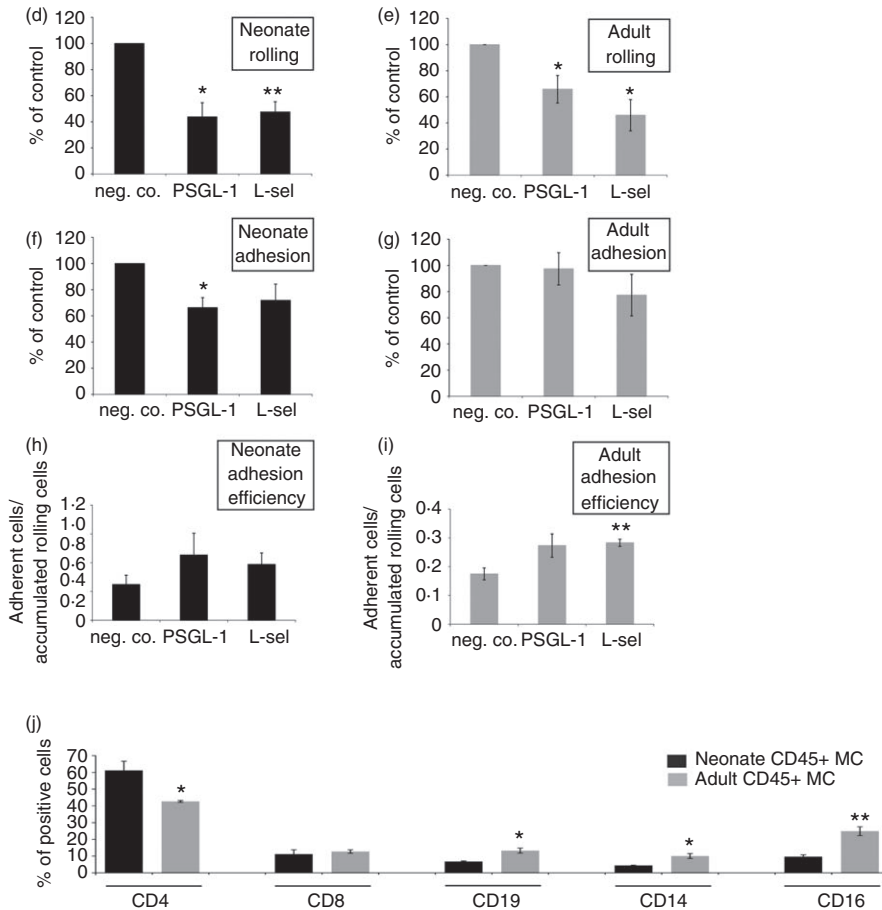 (d)
120
100
80
60
40
20
0
% of control
Neonate
rolling
*
**
neg. co. PSGL-1 L-sel
(e)
120
100
80
60
40
20
0
% of control
Adult
rolling
*
*
neg. co. PSGL-1 L-sel
(f)
120
100
80
60
40
20
0
% of control
Neonate
adhesion
*
neg. co. PSGL-1 L-sel
(g)
120
100
80
60
40
20
0
% of control
Adult
adhesion
neg. co. PSGL-1 L-sel
(h)
Neonate
adhesion
efficiency
1·2
1·0
0·8
0·6
0·4
0·2
0
Adherent cells/
accumulated rolling cells
neg. co. PSGL-1 L-sel
(i)
Adult
adhesion
efficiency
0·4
0·3
0·2
0·1
0
Adherent cells/
accumulated rolling cells
**
neg. co. PSGL-1 L-sel
(j)
70
60
50
40
30
20
10
0
% of positive cells
Neonate CD45+ MC
Adult CD45+ MC
*
*
*
**
CD4 CD8 CD19 CD14 CD16